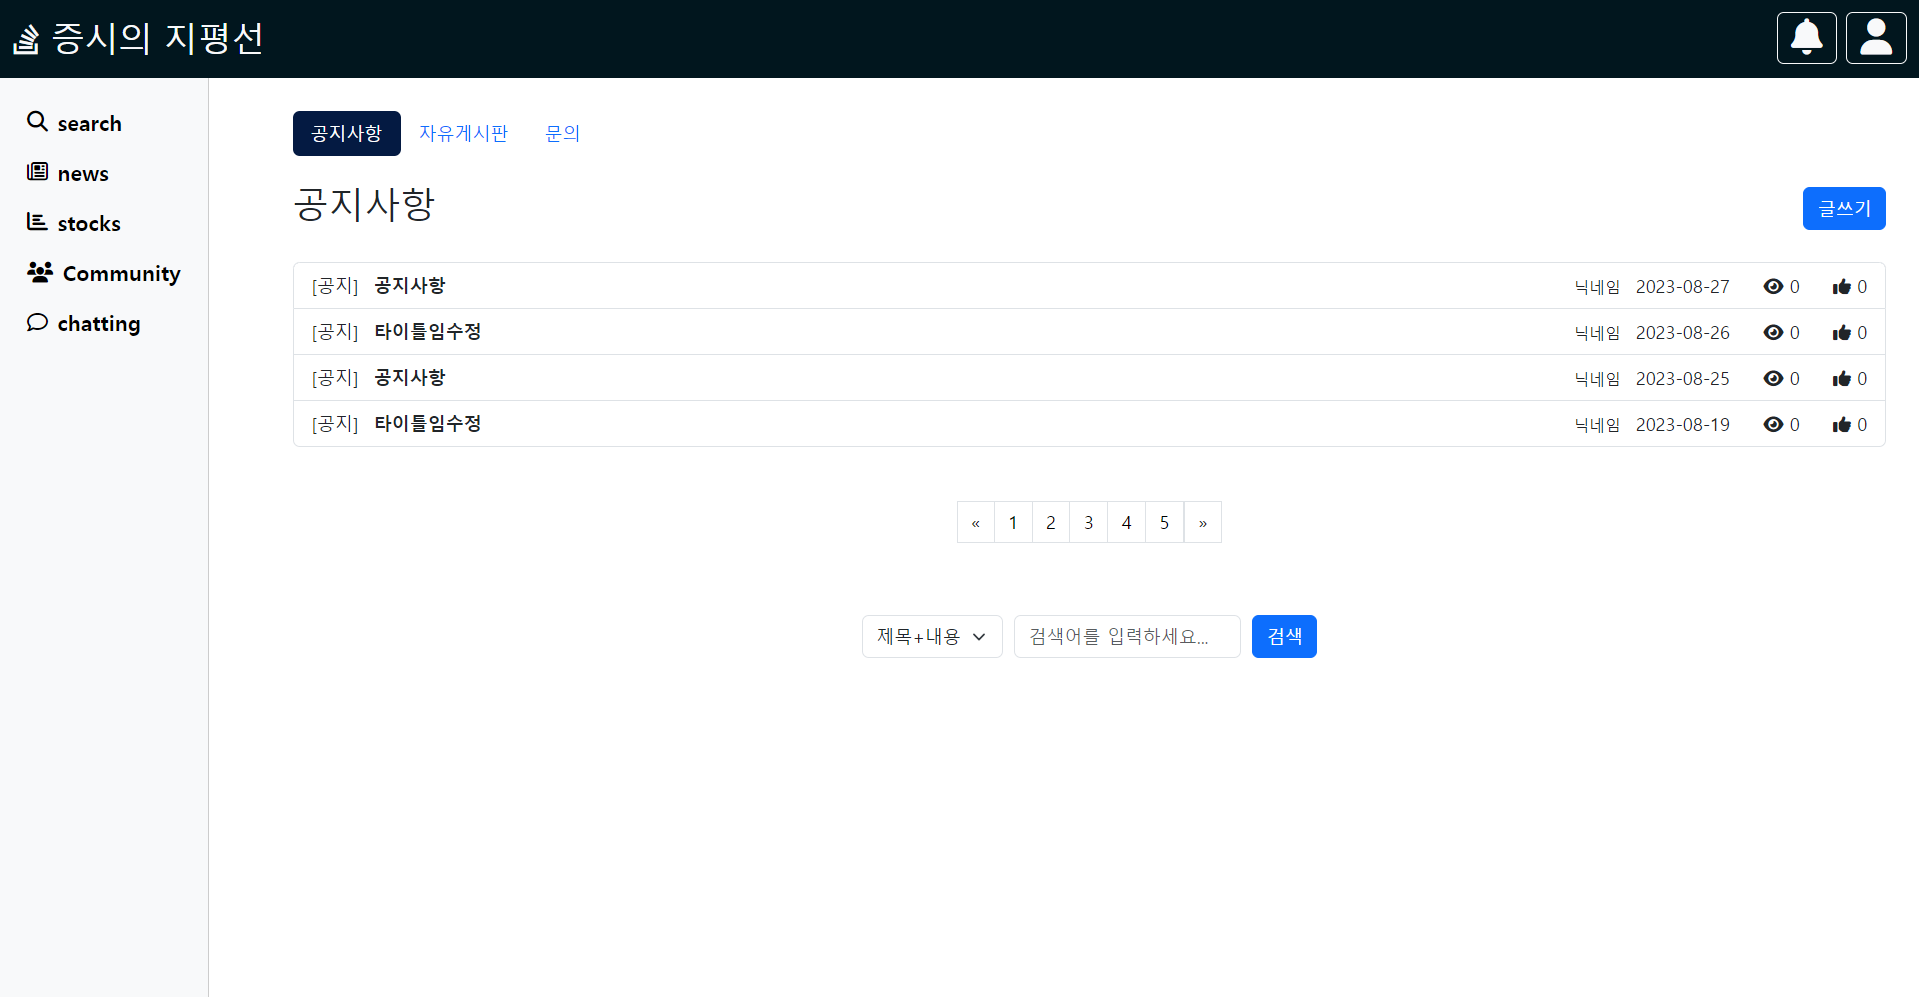 증시의 지평선
search
news
stocks
Community
chatting
공지사항 자유게시판 문의
공지사항
글쓰기
[공지] 공지사항 닉네임 2023-08-27 0 0
[공지] 타이틀임수정 닉네임 2023-08-26 0 0
[공지] 공지사항 닉네임 2023-08-25 0 0
[공지] 타이틀임수정 닉네임 2023-08-19 0 0
« 1 2 3 4 5 »
제목+내용 검색어를 입력하세요... 검색